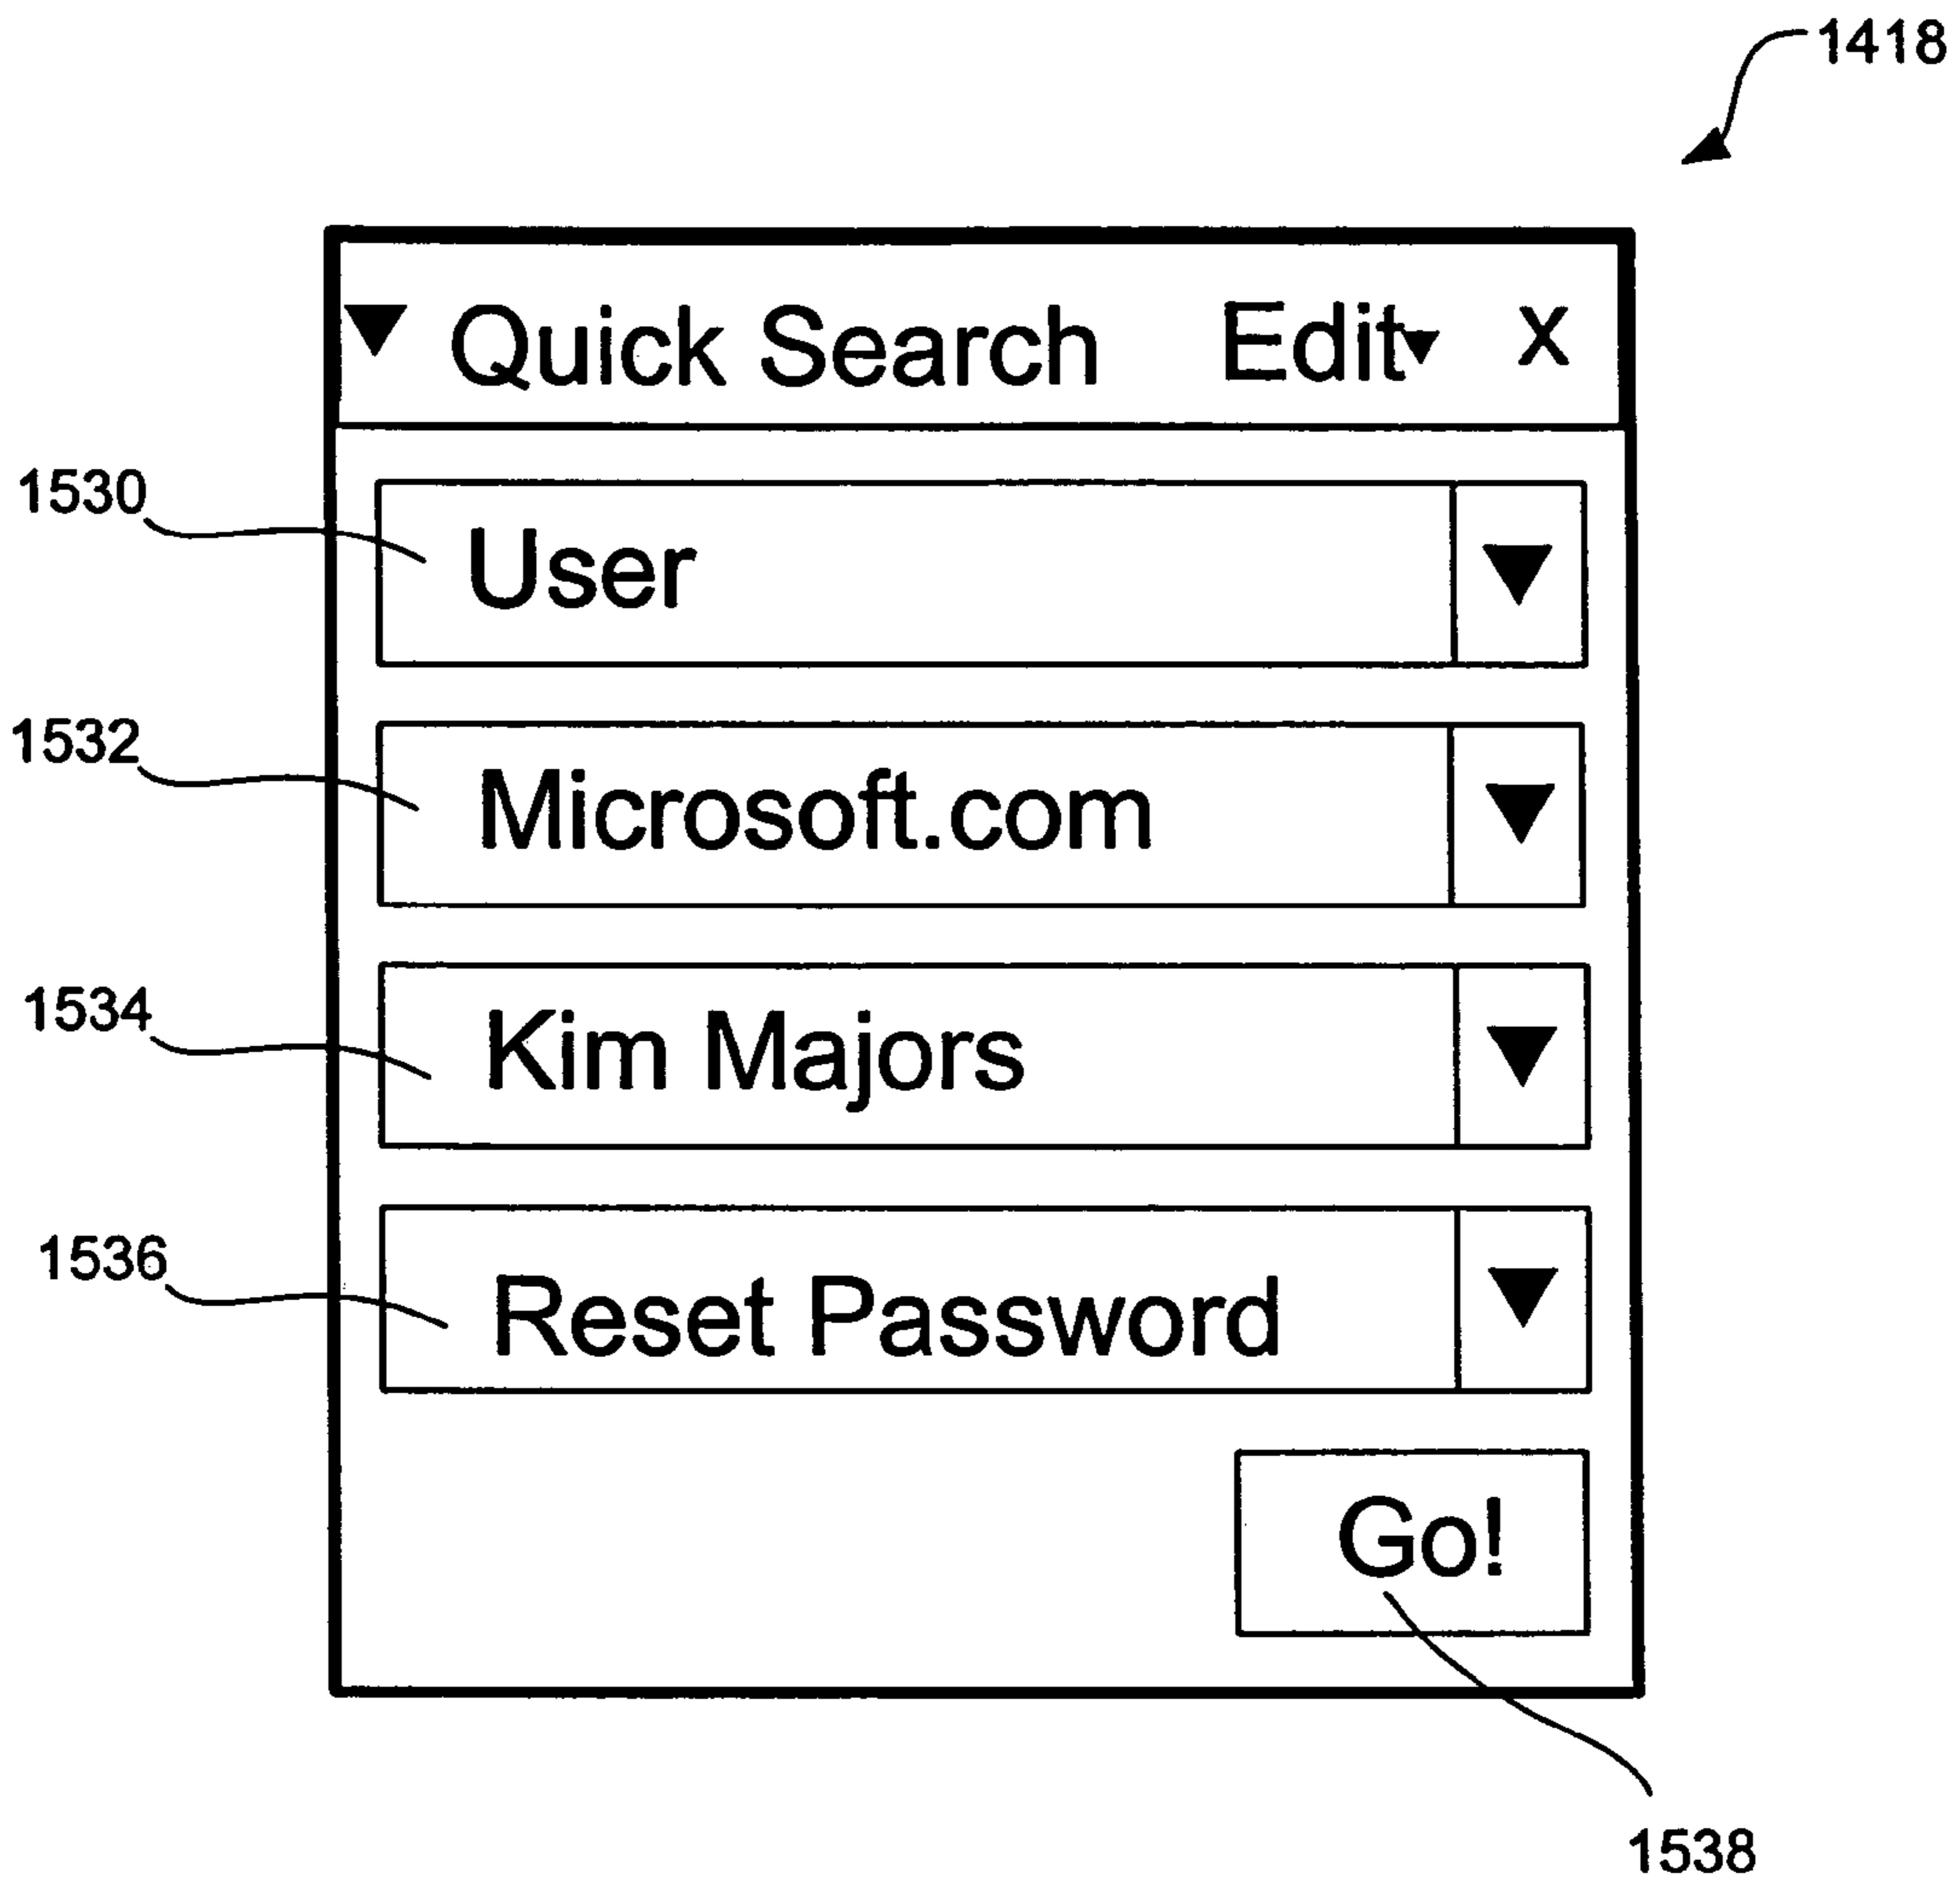 1418
Quick Search Edit X
1530
User
1532
Microsoft.com
1534
Kim Majors
1536
Reset Password
Go!
1538